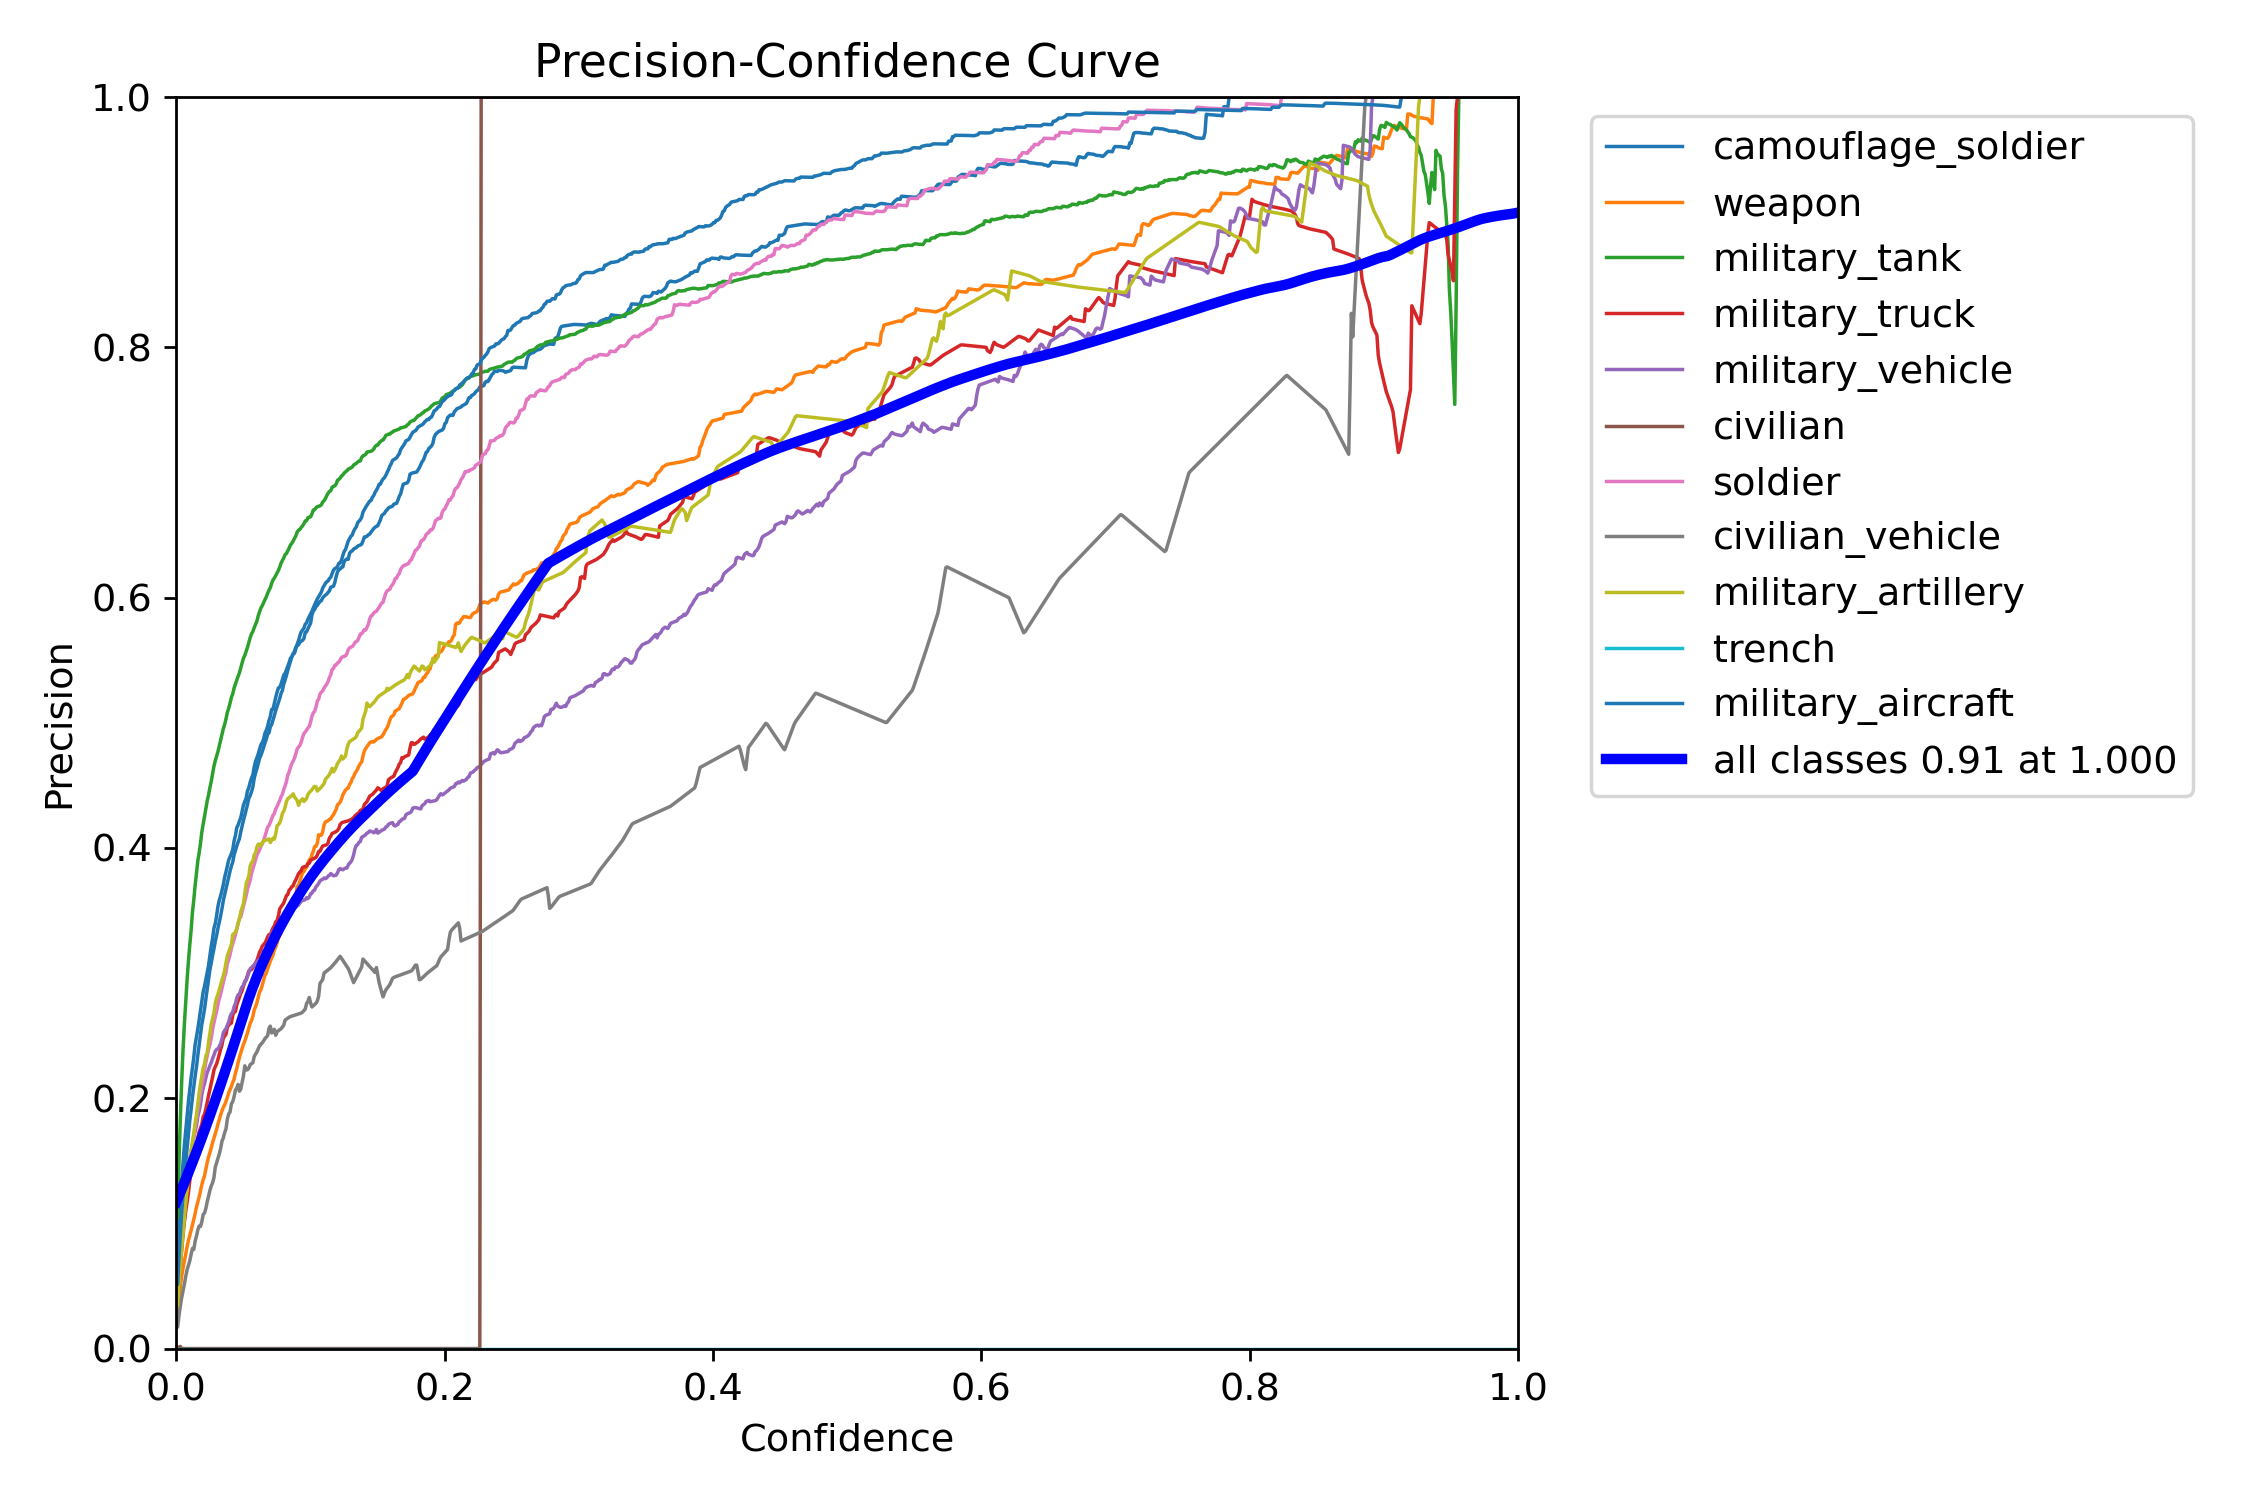 Precision-Confidence Curve
1.0
0.8
0.6
0.4
0.2
0.0
Precision
0.0 0.2 0.4 0.6 0.8 1.0
Confidence
camouflage_soldier
weapon
military_tank
military_truck
military_vehicle
civilian
soldier
civilian_vehicle
military_artillery
trench
military_aircraft
all classes 0.91 at 1.000